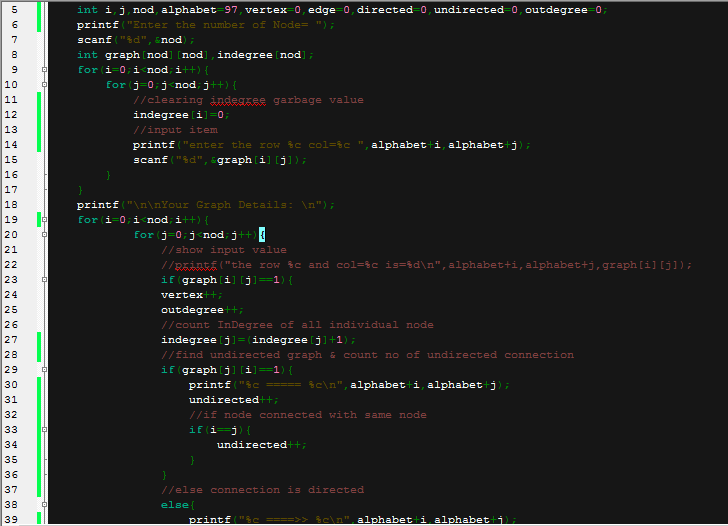 5 int i,j,nod,alphabet=97,vertex=0,edge=0,directed=0,undirected=0,outdegree=0;
6 printf("Enter the number of Node= ");
7 scanf("%d",&nod);
8 int graph[nod][nod],indegree[nod];
9 for(i=0;i<nod;i++){
10 for(j=0;j<nod;j++){
11 //clearing indegree garbage value
12 indegree[i]=0;
13 //input item
14 printf("enter the row %c col=%c ",alphabet+i,alphabet+j);
15 scanf("%d",&graph[i][j]);
16 }
17 }
18 printf("\n\nYour Graph Details: \n");
19 for(i=0;i<nod;i++){
20 for(j=0;j<nod;j++){
21 //show input value
22 //printf("the row %c and col=%c is=%d\n",alphabet+i,alphabet+j,graph[i][j]);
23 if(graph[i][j]==1){
24 vertex++;
25 outdegree++;
26 //count InDegree of all individual node
27 indegree[j]=(indegree[j]+1);
28 //find undirected graph & count no of undirected connection
29 if(graph[j][i]==1){
30 printf("%c ===== %c\n",alphabet+i,alphabet+j);
31 undirected++;
32 //if node connected with same node
33 if(i==j){
34 undirected++;
35 }
36 }
37 //else connection is directed
38 else{
39 printf("%c ====>> %c\n",alphabet+i,alphabet+j);